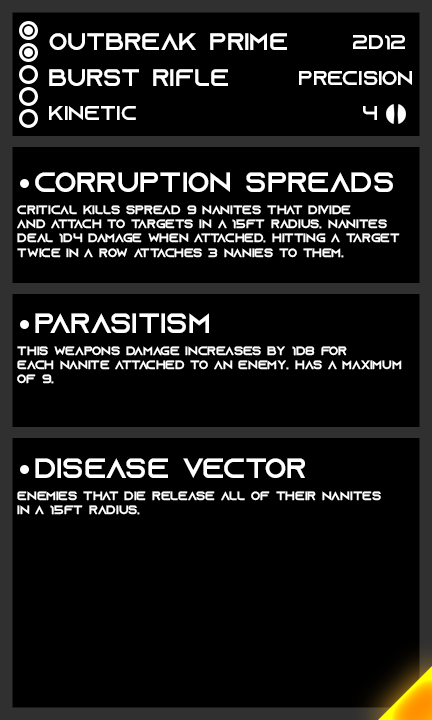 OUTBREAK PRIME 2D12
BURST RIFLE PRECISION
KINETIC 4
•CORRUPTION SPREADS
CRITICAL KILLS SPREAD 9 NANITES THAT DIVIDE
AND ATTACH TO TARGETS IN A 15FT RADIUS. NANITES
DEAL 1D4 DAMAGE WHEN ATTACHED. HITTING A TARGET
TWICE IN A ROW ATTACHES 3 NANIES TO THEM.
•PARASITISM
THIS WEAPONS DAMAGE INCREASES BY 1D8 FOR
EACH NANITE ATTACHED TO AN ENEMY. HAS A MAXIMUM
OF 9.
•DISEASE VECTOR
ENEMIES THAT DIE RELEASE ALL OF THEIR NANITES
IN A 15FT RADIUS.